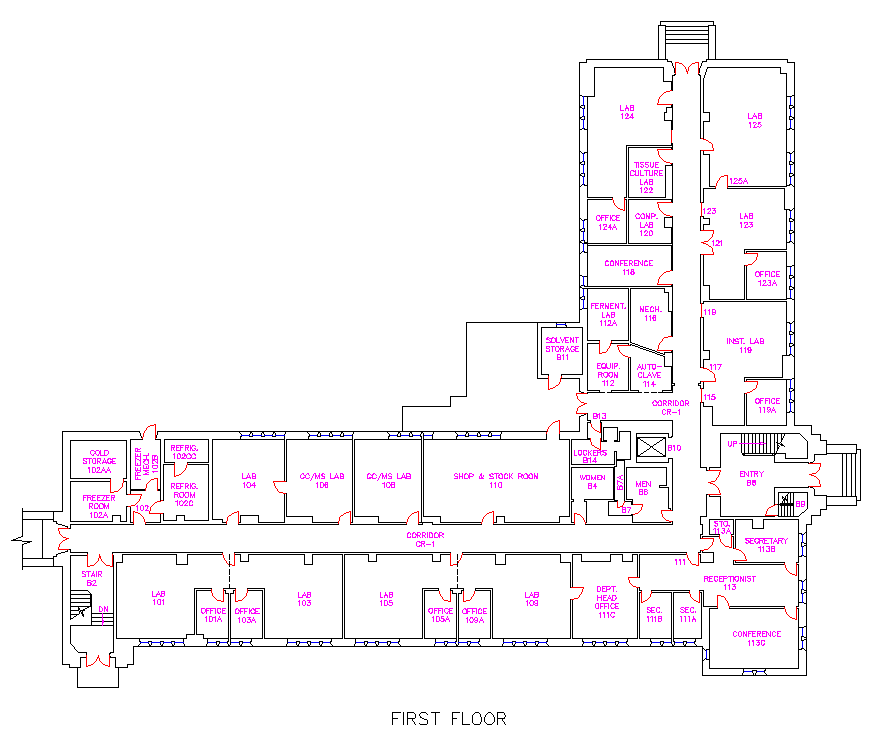 LAB
124
LAB
125
TISSUE
CULTURE
LAB
122
125A
OFFICE
124A
COMP.
LAB
120
123
LAB
123
121
CONFERENCE
118
OFFICE
123A
FERMENT.
LAB
112A
MECH.
116
119
INST. LAB
119
SOLVENT
STORAGE
B11
EQUIP.
ROOM
112
AUTO-
CLAVE
114
117
115
OFFICE
119A
CORRIDOR
CR-1
B13
COLD
STORAGE
102AA
FREEZER
MECH.
102B
REFRIG.
102CC
LAB
104
GC/MS LAB
106
GC/MS LAB
108
SHOP & STOCK ROOM
110
LOCKERS
B14
B10
UP
ENTRY
B8
FREEZER
ROOM
102A
102
REFRIG.
ROOM
102C
WOMEN
B4
B7A
MEN
B6
B7
B9
CORRIDOR
CR-1
STO.
113A
SECRETARY
113B
STAIR
B2
DN
LAB
101
OFFICE
101A
OFFICE
103A
LAB
103
LAB
105
OFFICE
105A
OFFICE
109A
LAB
109
DEPT.
HEAD
OFFICE
111C
111
SEC.
111B
SEC.
111A
RECEPTIONIST
113
CONFERENCE
113C
FIRST FLOOR